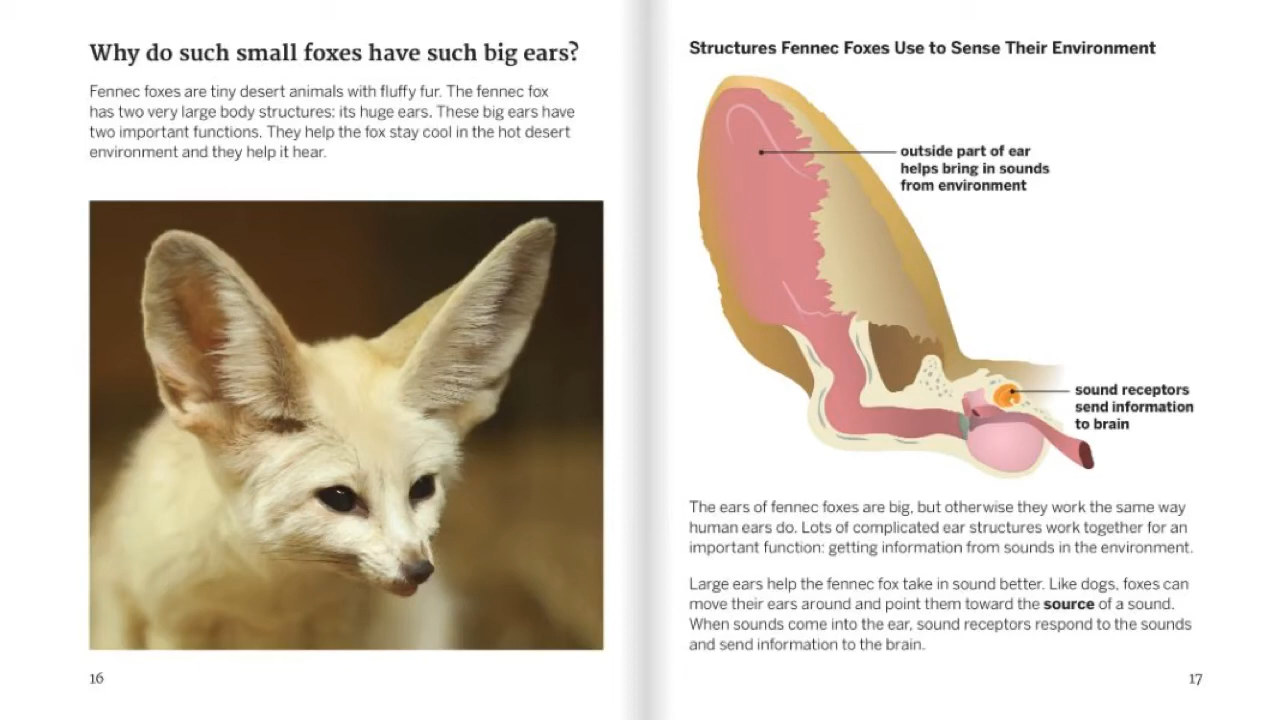 Why do such small foxes have such big ears?
Fennec foxes are tiny desert animals with fluffy fur. The fennec fox
has two very large body structures: its huge ears. These big ears have
two important functions. They help the fox stay cool in the hot desert
environment and they help it hear.
16
Structures Fennec Foxes Use to Sense Their Environment
outside part of ear
helps bring in sounds
from environment
sound receptors
send information
to brain
The ears of fennec foxes are big, but otherwise they work the same way
human ears do. Lots of complicated ear structures work together for an
important function: getting information from sounds in the environment.
Large ears help the fennec fox take in sound better. Like dogs, foxes can
move their ears around and point them toward the source of a sound.
When sounds come into the ear, sound receptors respond to the sounds
and send information to the brain.
17